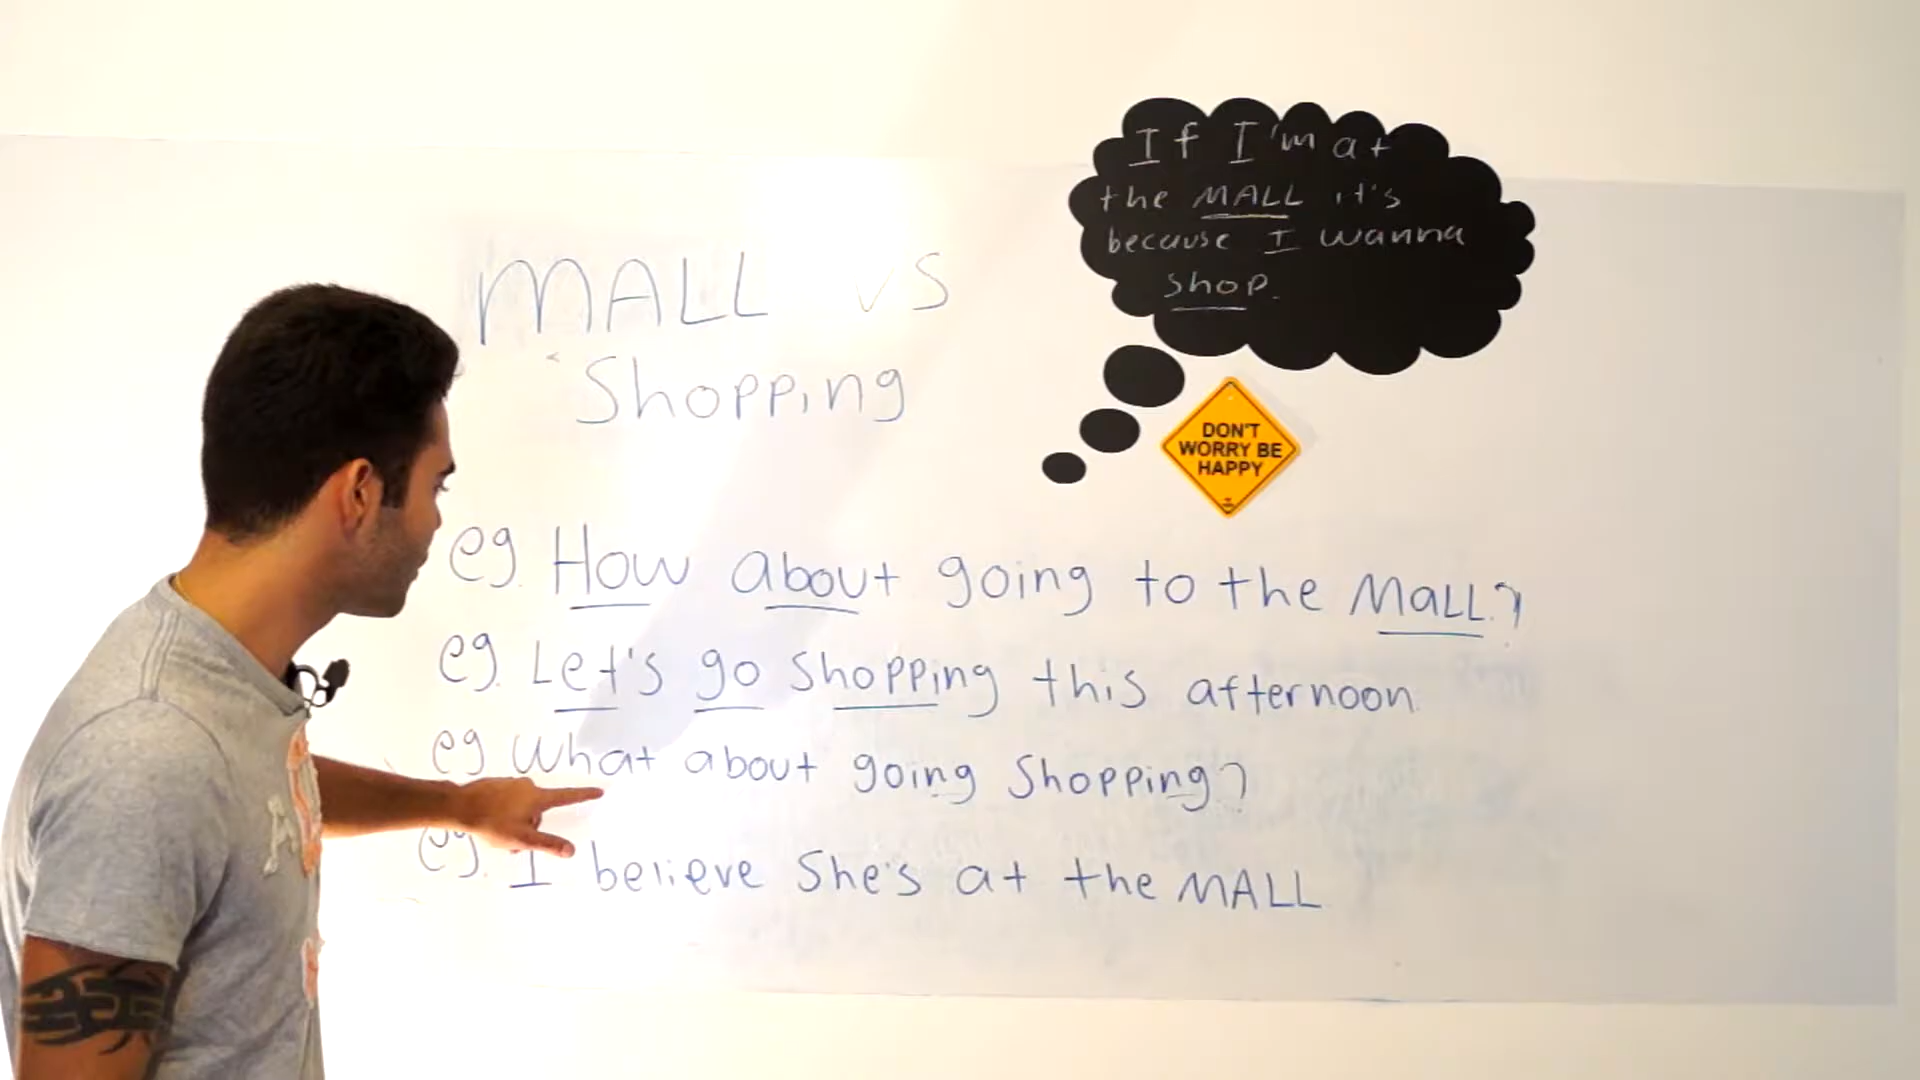 If I'm at
the MALL it's
because I wanna
shop.
MALL vs
Shopping
DON'T
WORRY BE
HAPPY
eg. How about going to the MALL?
eg. Let's go shopping this afternoon
eg What about going Shopping?
eg. I believe She's at the MALL